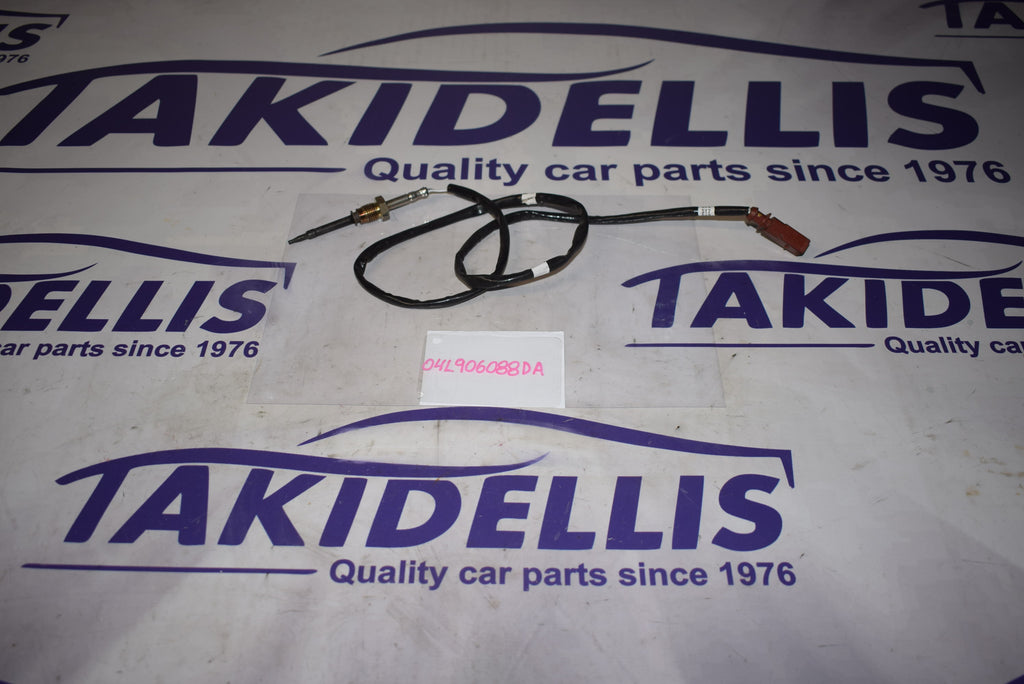 TAKIDELLIS
Quality car parts since 1976
DELLIS
car parts since 1976
TAKIDE
Quality ca
04L906088DA
TAKIDELLIS
Quality car parts since 1976